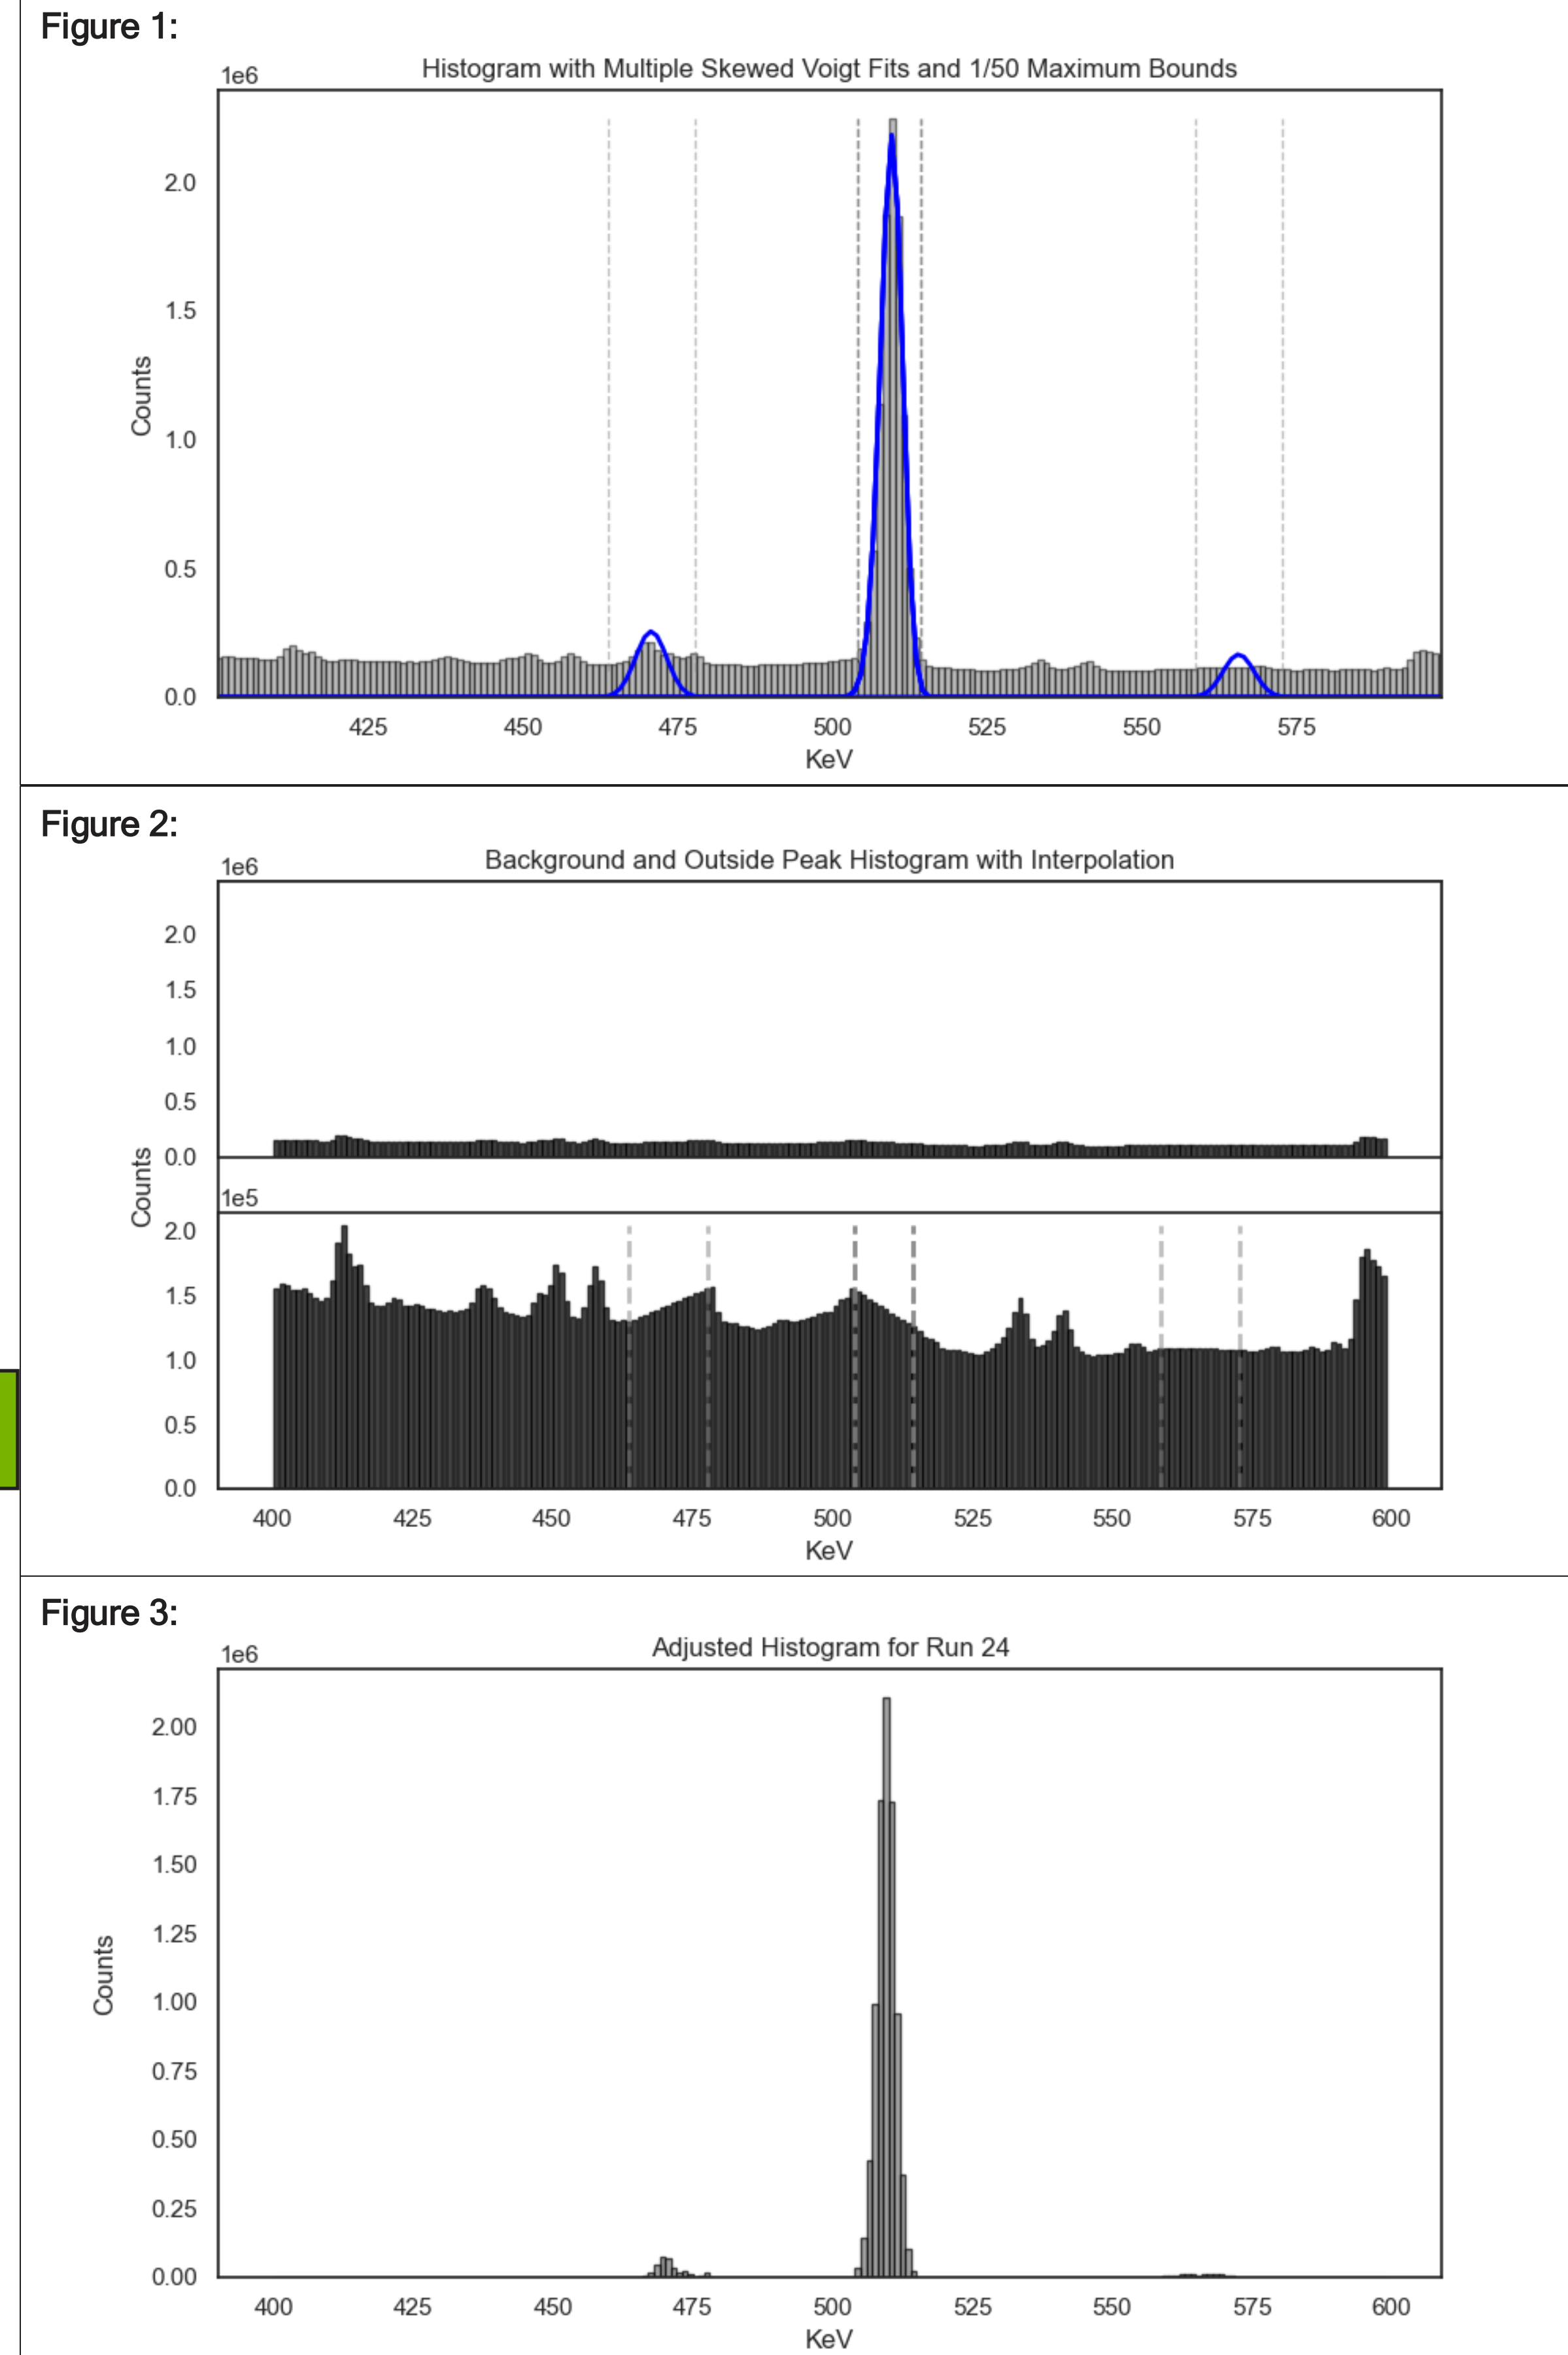 Figure 1:
Histogram with Multiple Skewed Voigt Fits and 1/50 Maximum Bounds
1e6
2.0
1.5
1.0
0.5
0.0
Counts
425 450 475 500 525 550 575
KeV
Figure 2:
Background and Outside Peak Histogram with Interpolation
1e6
2.0
1.5
1.0
0.5
0.0
Counts
1e5
2.0
1.5
1.0
0.5
0.0
400 425 450 475 500 525 550 575 600
KeV
Figure 3:
Adjusted Histogram for Run 24
1e6
2.00
1.75
1.50
1.25
1.00
0.75
0.50
0.25
0.00
Counts
400 425 450 475 500 525 550 575 600
KeV